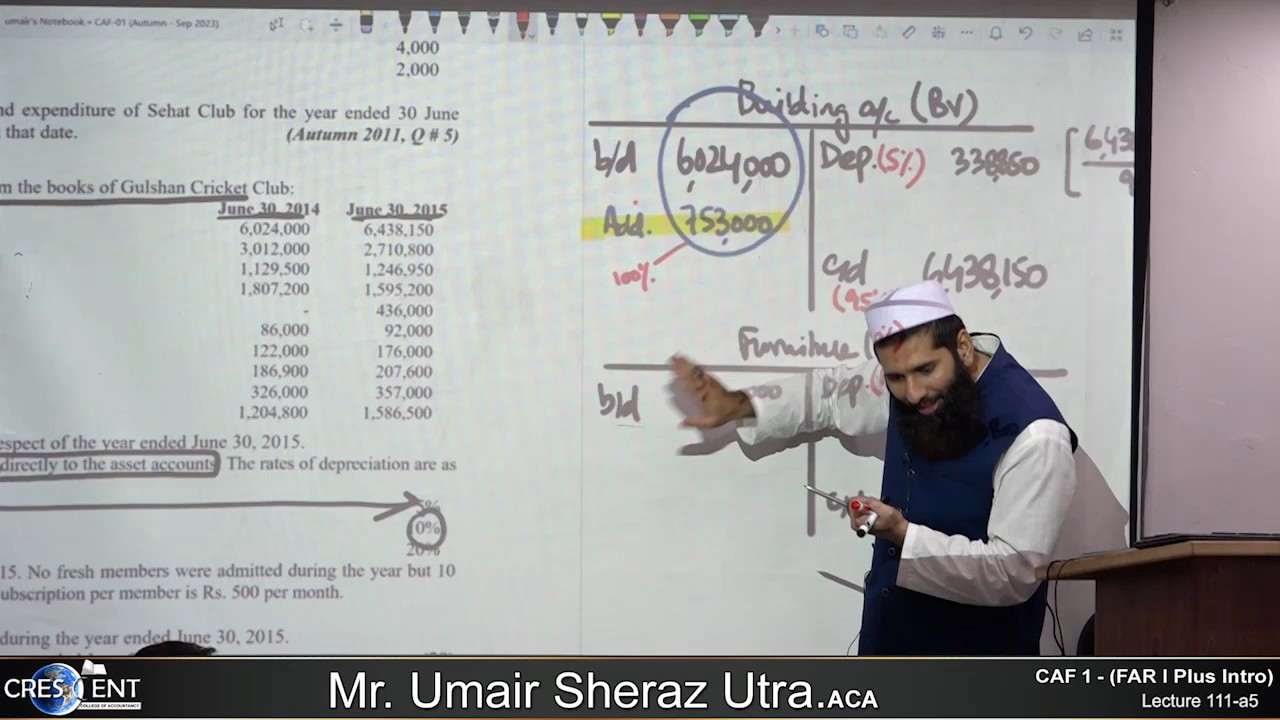 umair's Notebook » CAF-01 (Autumn - Sep 2023)
4,000
2,000
nd expenditure of Sehat Club for the year ended 30 June
that date. (Autumn 2011, Q # 5)
m the books of Gulshan Cricket Club:
June 30, 2014 June 30, 2015
6,024,000 6,438,150
3,012,000 2,710,800
1,129,500 1,246,950
1,807,200 1,595,200
- 436,000
86,000 92,000
122,000 176,000
186,900 207,600
326,000 357,000
1,204,800 1,586,500
espect of the year ended June 30, 2015.
directly to the asset accounts. The rates of depreciation are as
5%
0%
20%
15. No fresh members were admitted during the year but 10
ubscription per member is Rs. 500 per month.
during the year ended June 30, 2015.
Building a/c (BV)
b/d 6,024,000 Dep. (5%) 338,850
Add. 753,000
100%
c/d 6,438,150
(95%
Furniture
b/d Dep.
CRESCENT
COLLEGE OF ACCOUNTANCY
Mr. Umair Sheraz Utra.ACA
CAF 1 - (FAR I Plus Intro)
Lecture 111-a5